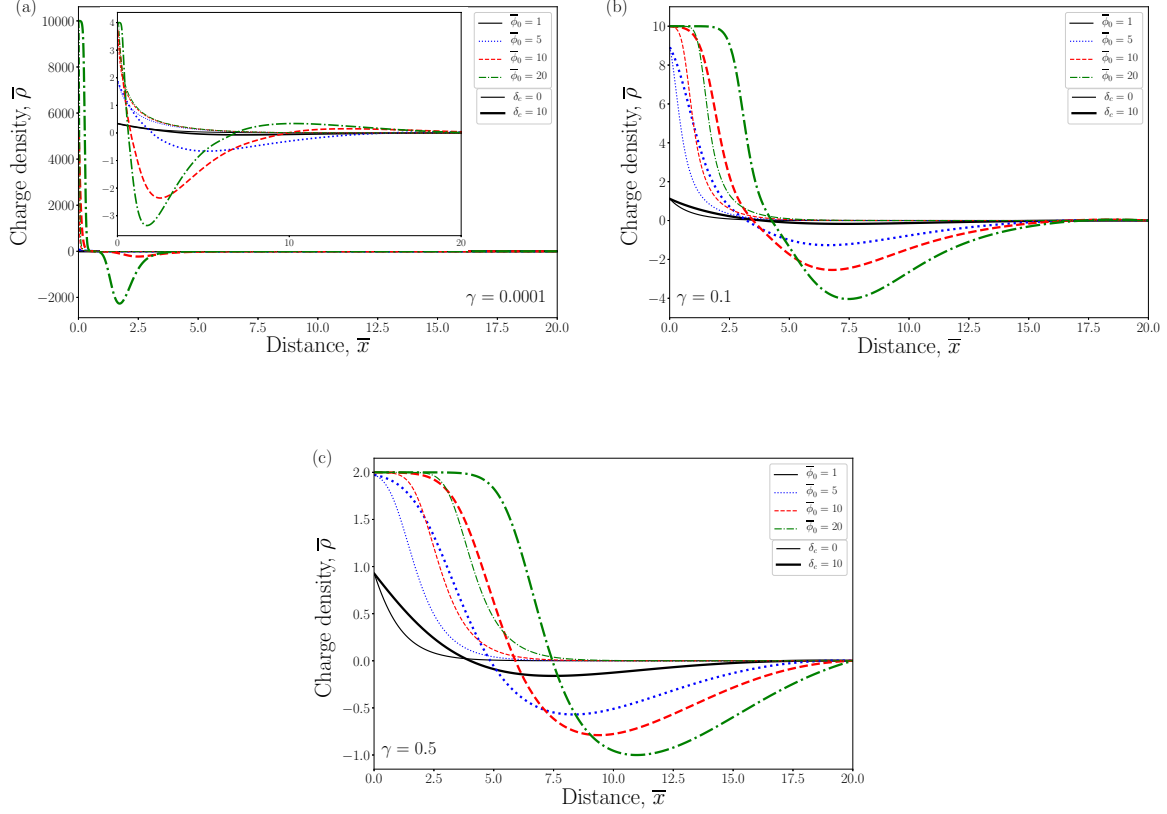 (a)
Charge density, ρ̅
10000
8000
6000
4000
2000
0
−2000
4
3
2
1
0
−1
−2
−3
0
10
20
ϕ̅₀ = 1
ϕ̅₀ = 5
ϕ̅₀ = 10
ϕ̅₀ = 20
δ_c = 0
δ_c = 10
γ = 0.0001
0.0 2.5 5.0 7.5 10.0 12.5 15.0 17.5 20.0
Distance, x̅
(b)
Charge density, ρ̅
10
8
6
4
2
0
−2
−4
ϕ̅₀ = 1
ϕ̅₀ = 5
ϕ̅₀ = 10
ϕ̅₀ = 20
δ_c = 0
δ_c = 10
γ = 0.1
0.0 2.5 5.0 7.5 10.0 12.5 15.0 17.5 20.0
Distance, x̅
(c)
Charge density, ρ̅
2.0
1.5
1.0
0.5
0.0
−0.5
−1.0
ϕ̅₀ = 1
ϕ̅₀ = 5
ϕ̅₀ = 10
ϕ̅₀ = 20
δ_c = 0
δ_c = 10
γ = 0.5
0.0 2.5 5.0 7.5 10.0 12.5 15.0 17.5 20.0
Distance, x̅